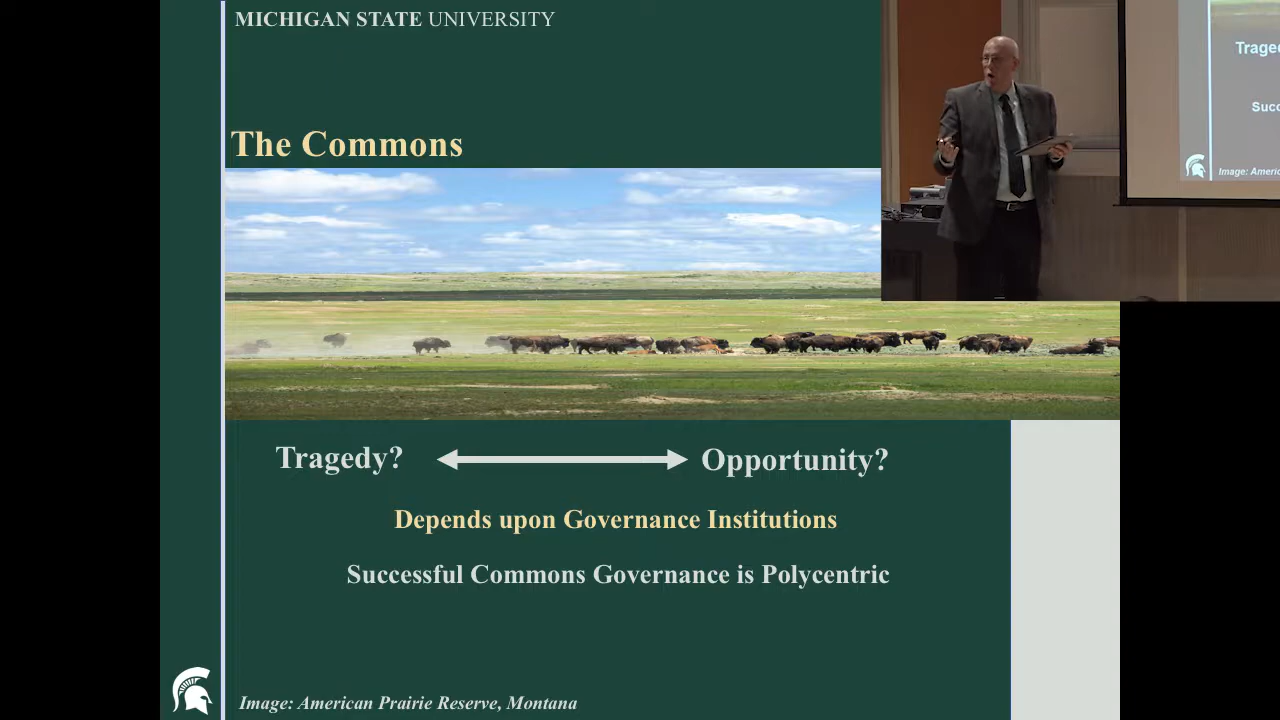 MICHIGAN STATE UNIVERSITY
The Commons
Tragedy?
Opportunity?
Depends upon Governance Institutions
Successful Commons Governance is Polycentric
Image: American Prairie Reserve, Montana